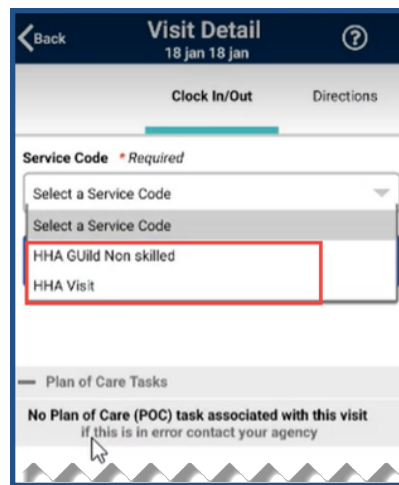 Back
Visit Detail
?
18 jan 18 jan
Clock In/Out
Directions
Service Code * Required
Select a Service Code
Select a Service Code
HHA GUild Non skilled
HHA Visit
Plan of Care Tasks
No Plan of Care (POC) task associated with this visit
if this is in error contact your agency